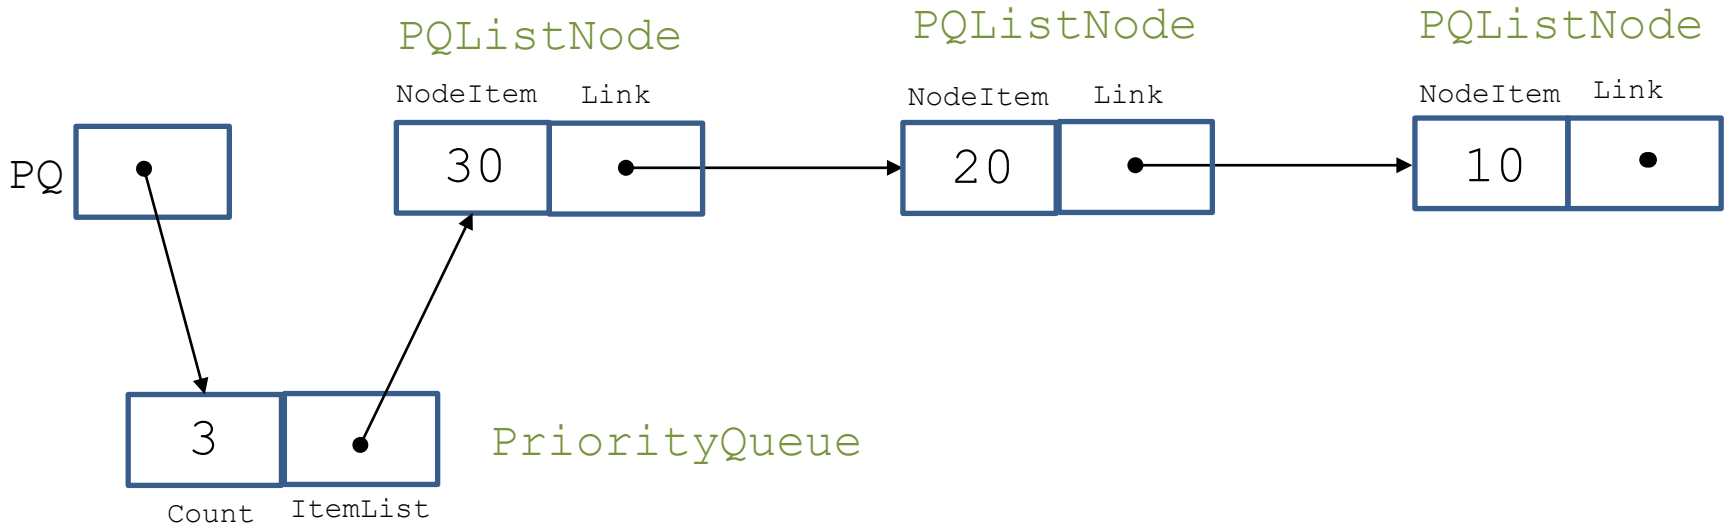 PQListNode PQListNode PQListNode
NodeItem Link NodeItem Link NodeItem Link
PQ 30 20 10
3 PriorityQueue
Count ItemList